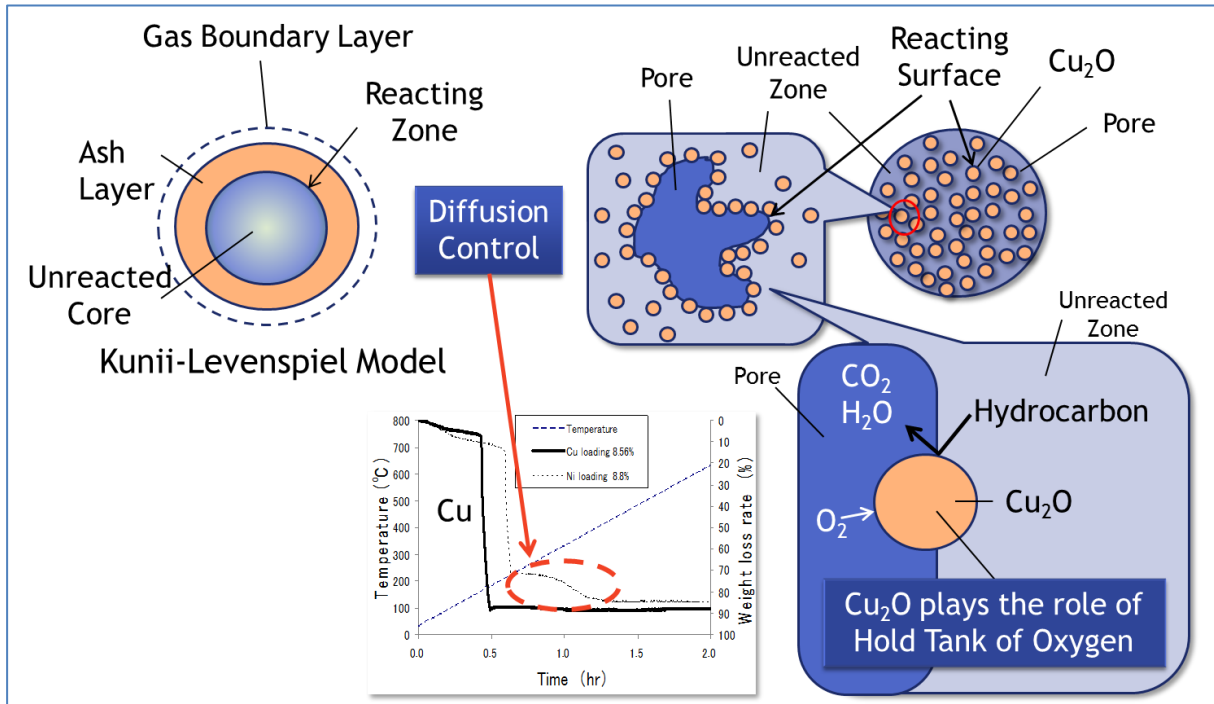 Gas Boundary Layer
Reacting
Zone
Ash
Layer
Unreacted
Core
Kunii-Levenspiel Model
Diffusion
Control
Pore
Unreacted
Zone
Reacting
Surface
Cu₂O
Pore
Unreacted
Zone
Pore
CO₂
H₂O
Hydrocarbon
O₂
Cu₂O
Cu₂O plays the role of
Hold Tank of Oxygen
Temperature (°C)
800
700
600
500
400
300
200
100
0
Temperature
Cu loading 8.56%
Ni loading 8.8%
Cu
0
10
20
30
40
50
60
70
80
90
100
Weight loss rate (%)
0.0
0.5
1.0
1.5
2.0
Time (hr)